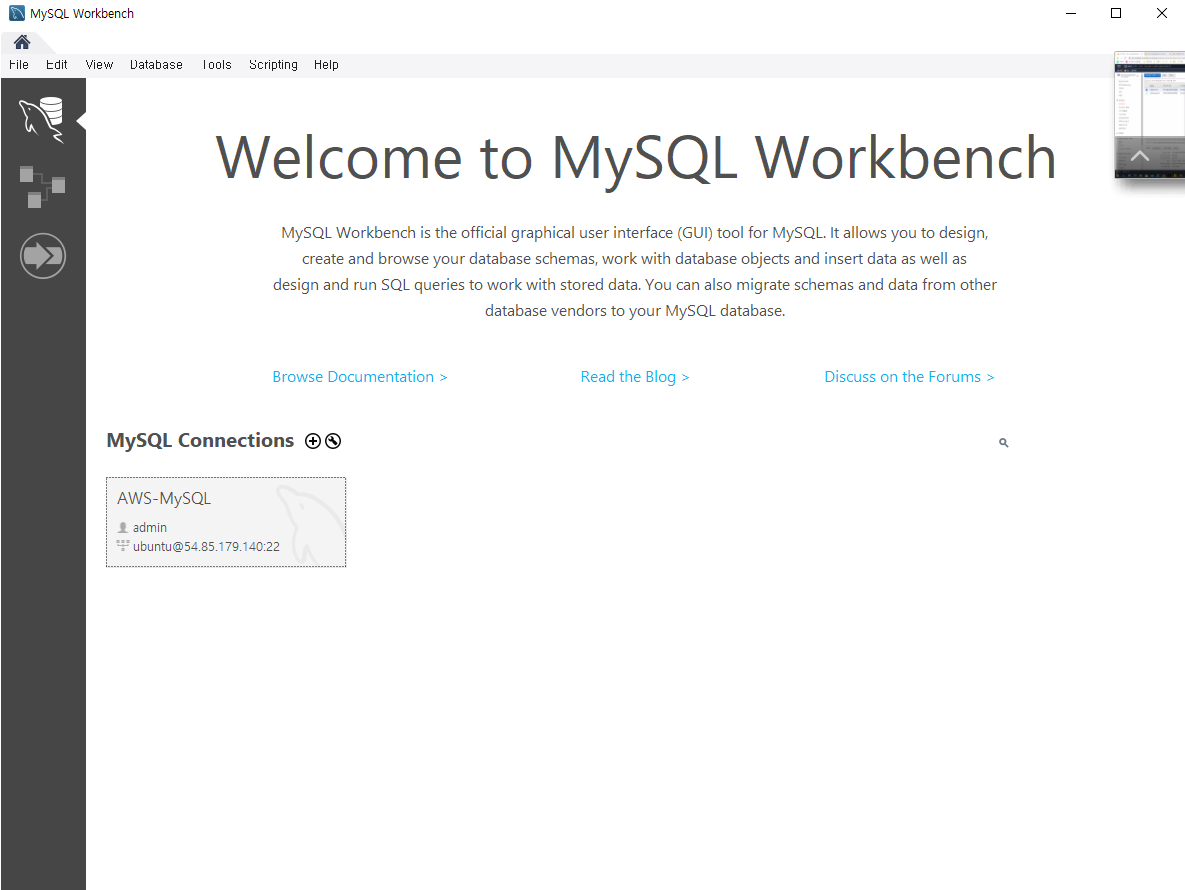 MySQL Workbench
File Edit View Database Tools Scripting Help
Welcome to MySQL Workbench
MySQL Workbench is the official graphical user interface (GUI) tool for MySQL. It allows you to design,
create and browse your database schemas, work with database objects and insert data as well as
design and run SQL queries to work with stored data. You can also migrate schemas and data from other
database vendors to your MySQL database.
Browse Documentation > Read the Blog > Discuss on the Forums >
MySQL Connections
AWS-MySQL
admin
ubuntu@54.85.179.140:22